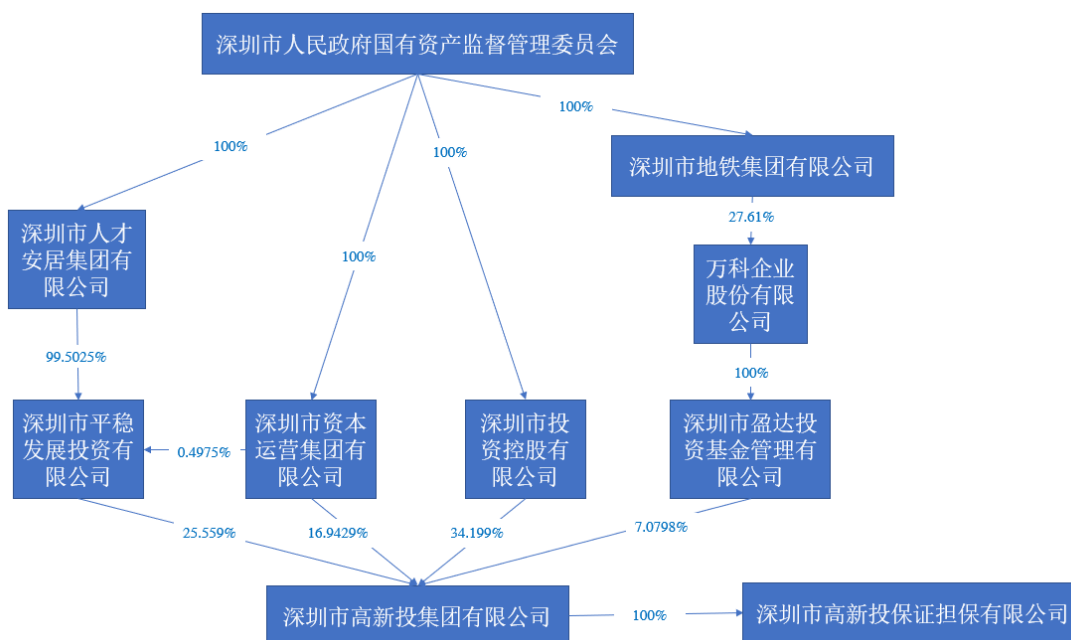 深圳市人民政府国有资产监督管理委员会
100%
100%
100%
深圳市地铁集团有限公司
27.61%
深圳市人才
安居集团有
限公司
100%
万科企业
股份有限
公司
99.5025%
100%
深圳市平稳
发展投资有
限公司
0.4975%
深圳市资本
运营集团有
限公司
深圳市投
资控股有
限公司
深圳市盈达投
资基金管理有
限公司
25.559%
16.9429%
34.199%
7.0798%
深圳市高新投集团有限公司
100%
深圳市高新投保证担保有限公司